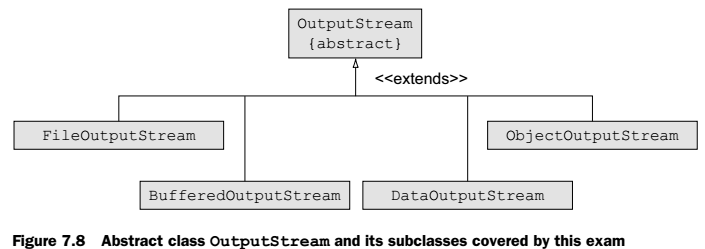 OutputStream
{abstract}
<<extends>>
FileOutputStream
ObjectOutputStream
BufferedOutputStream
DataOutputStream
Figure 7.8 Abstract class OutputStream and its subclasses covered by this exam